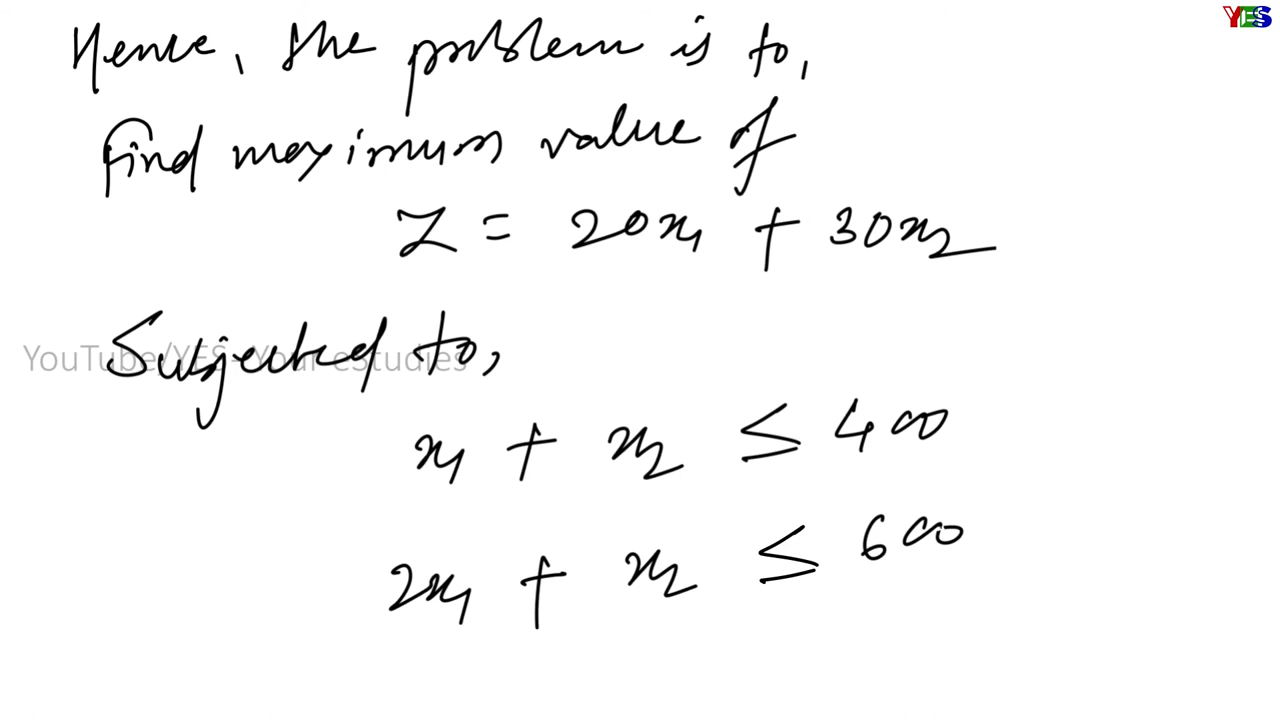 YES
Hence, the problem is to,
find maximum value of
Z = 20x1 + 30x2
Subjected to,
YouTube/YES-Your estudies
x1 + x2 ≤ 400
2x1 + x2 ≤ 600